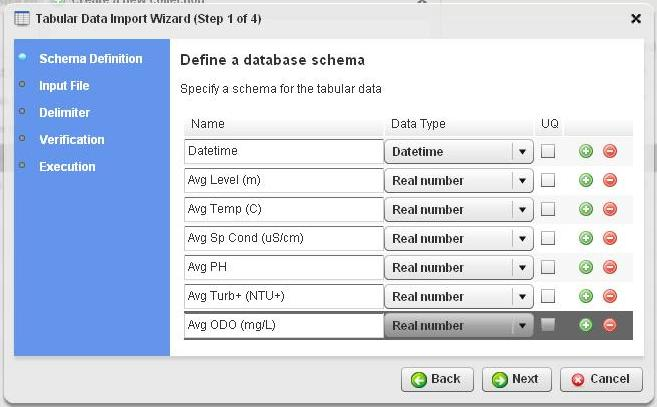 Create a new collection
Tabular Data Import Wizard (Step 1 of 4)
Schema Definition
Input File
Delimiter
Verification
Execution
Define a database schema
Specify a schema for the tabular data
Name Data Type UQ
Datetime Datetime
Avg Level (m) Real number
Avg Temp (C) Real number
Avg Sp Cond (uS/cm) Real number
Avg PH Real number
Avg Turb+ (NTU+) Real number
Avg ODO (mg/L) Real number
Back Next Cancel